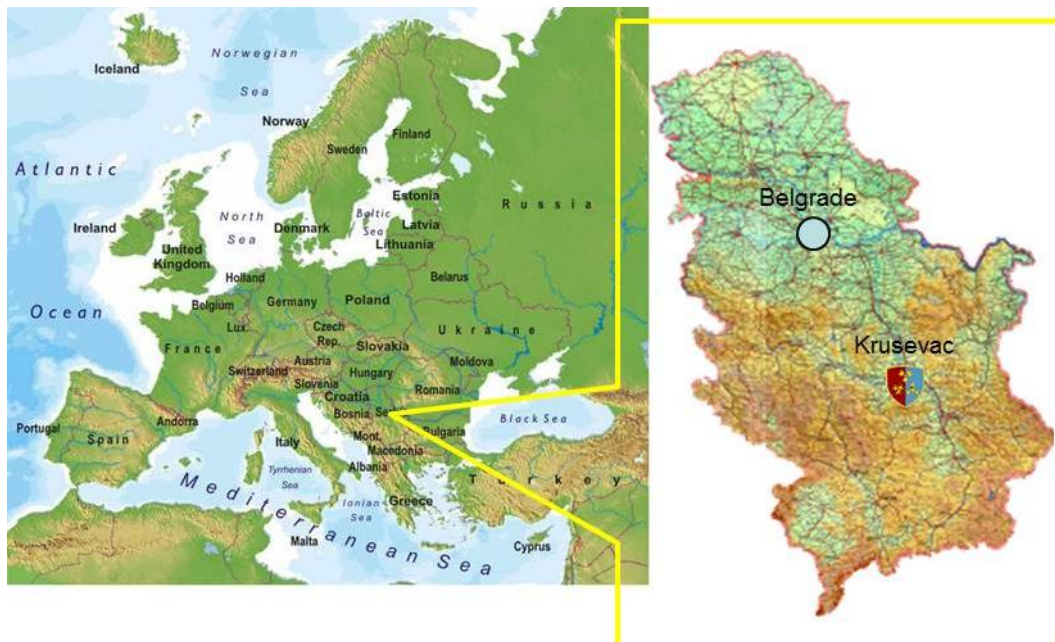 Iceland
Norwegian
Sea
Norway
Finland
Sweden
Atlantic
Estonia
Russia
North
Sea
Baltic
Sea
Ireland
Denmark
Latvia
Lithuania
United
Kingdom
Holland
Belarus
Ocean
Belgium
Germany
Poland
Lux.
Czech
Rep.
Ukraine
France
Slovakia
Switzerland
Austria
Moldova
Hungary
Slovenia
Romania
Croatia
Andorra
Bosnia
Portugal
Spain
Italy
Bulgaria
Black Sea
Mont.
Macedonia
Albania
Tyrrhenian
Sea
Turkey
Mediterranean Sea
Ionian
Sea
Greece
Malta
Cyprus
Belgrade
Krusevac